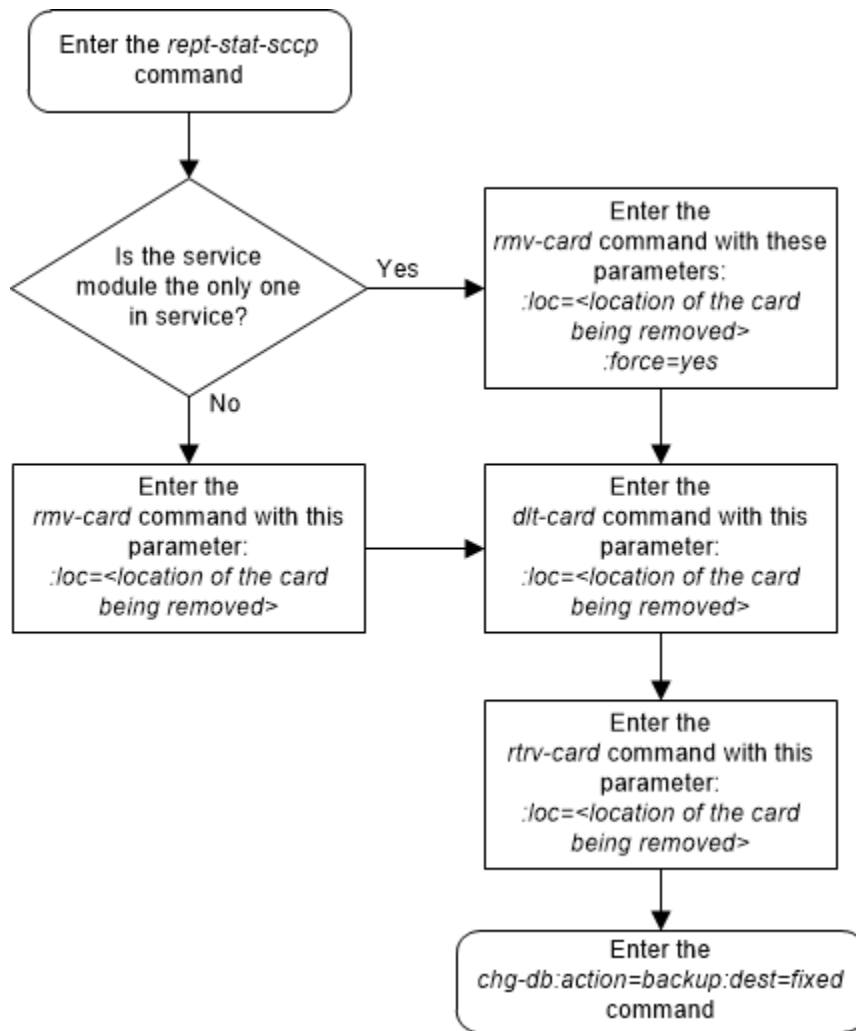 Enter the rept-stat-sccp
command
Is the service
module the only one
in service?
Yes
Enter the
rmv-card command with these
parameters:
:loc=<location of the card
being removed>
:force=yes
No
Enter the
rmv-card command with this
parameter:
:loc=<location of the card
being removed>
Enter the
dlt-card command with this
parameter:
:loc=<location of the card
being removed>
Enter the
rtrv-card command with this
parameter:
:loc=<location of the card
being removed>
Enter the
chg-db:action=backup:dest=fixed
command